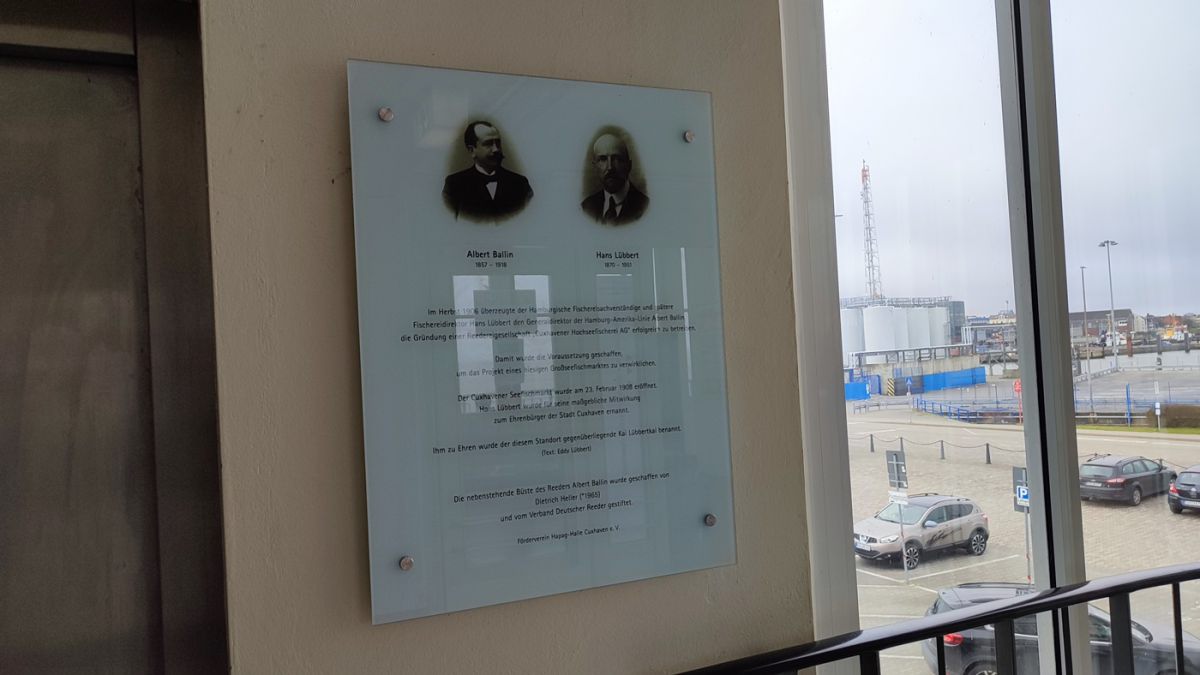 Albert Ballin
1857 - 1918
Hans Lübbert
1870 - 1951
Im Herbst 1906 überzeugte der Hamburgische Fischereisachverständige und spätere
Fischereidirektor Hans Lübbert den Generaldirektor der Hamburg-Amerika-Linie Albert Ballin,
die Gründung einer Reedereigesellschaft „Cuxhavener Hochseefischerei AG" erfolgreich zu betreiben.
Damit wurde die Voraussetzung geschaffen,
um das Projekt eines hiesigen Großseefischmarktes zu verwirklichen.
Der Cuxhavener Seefischmarkt wurde am 23. Februar 1908 eröffnet.
Hans Lübbert wurde für seine maßgebliche Mitwirkung
zum Ehrenbürger der Stadt Cuxhaven ernannt.
Ihm zu Ehren wurde der diesem Standort gegenüberliegende Kai Lübbertkai benannt.
(Text: Eddy Lübbert)
Die nebenstehende Büste des Reeders Albert Ballin wurde geschaffen von
Dietrich Heller (*1965)
und vom Verband Deutscher Reeder gestiftet.
Förderverein Hapag-Halle Cuxhaven e. V.
P